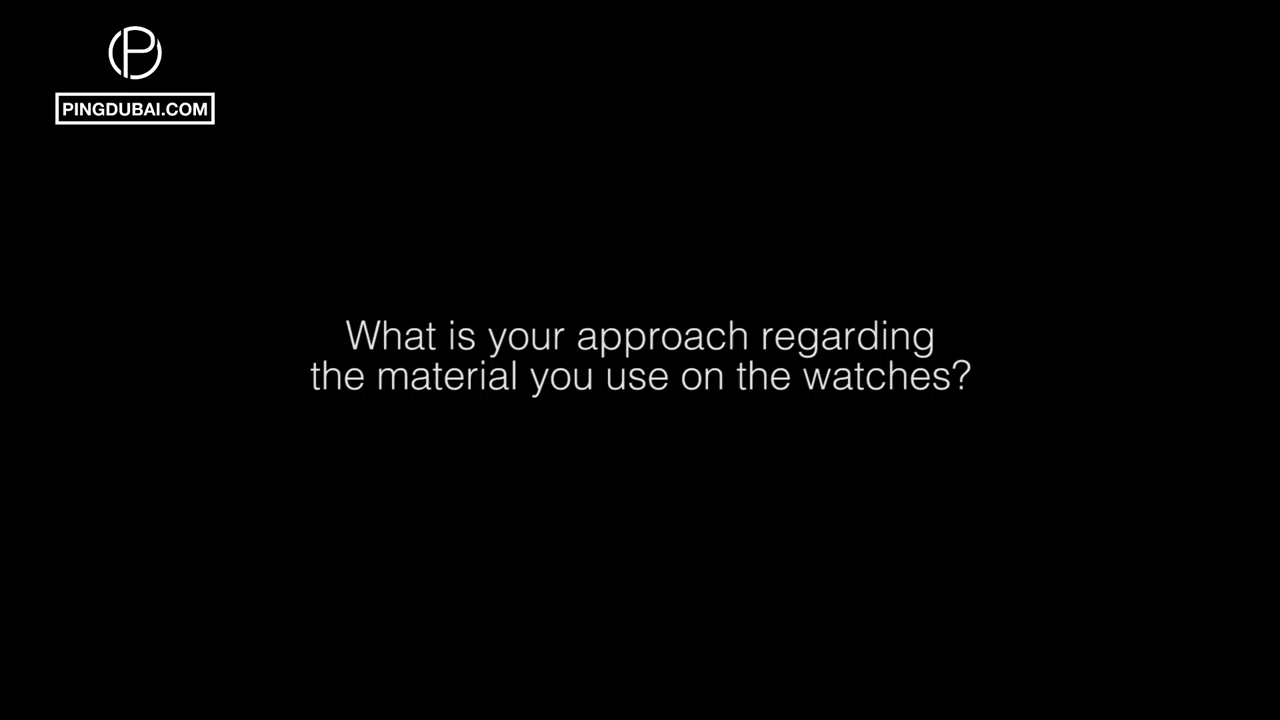 PINGDUBAI.COM
What is your approach regarding
the material you use on the watches?